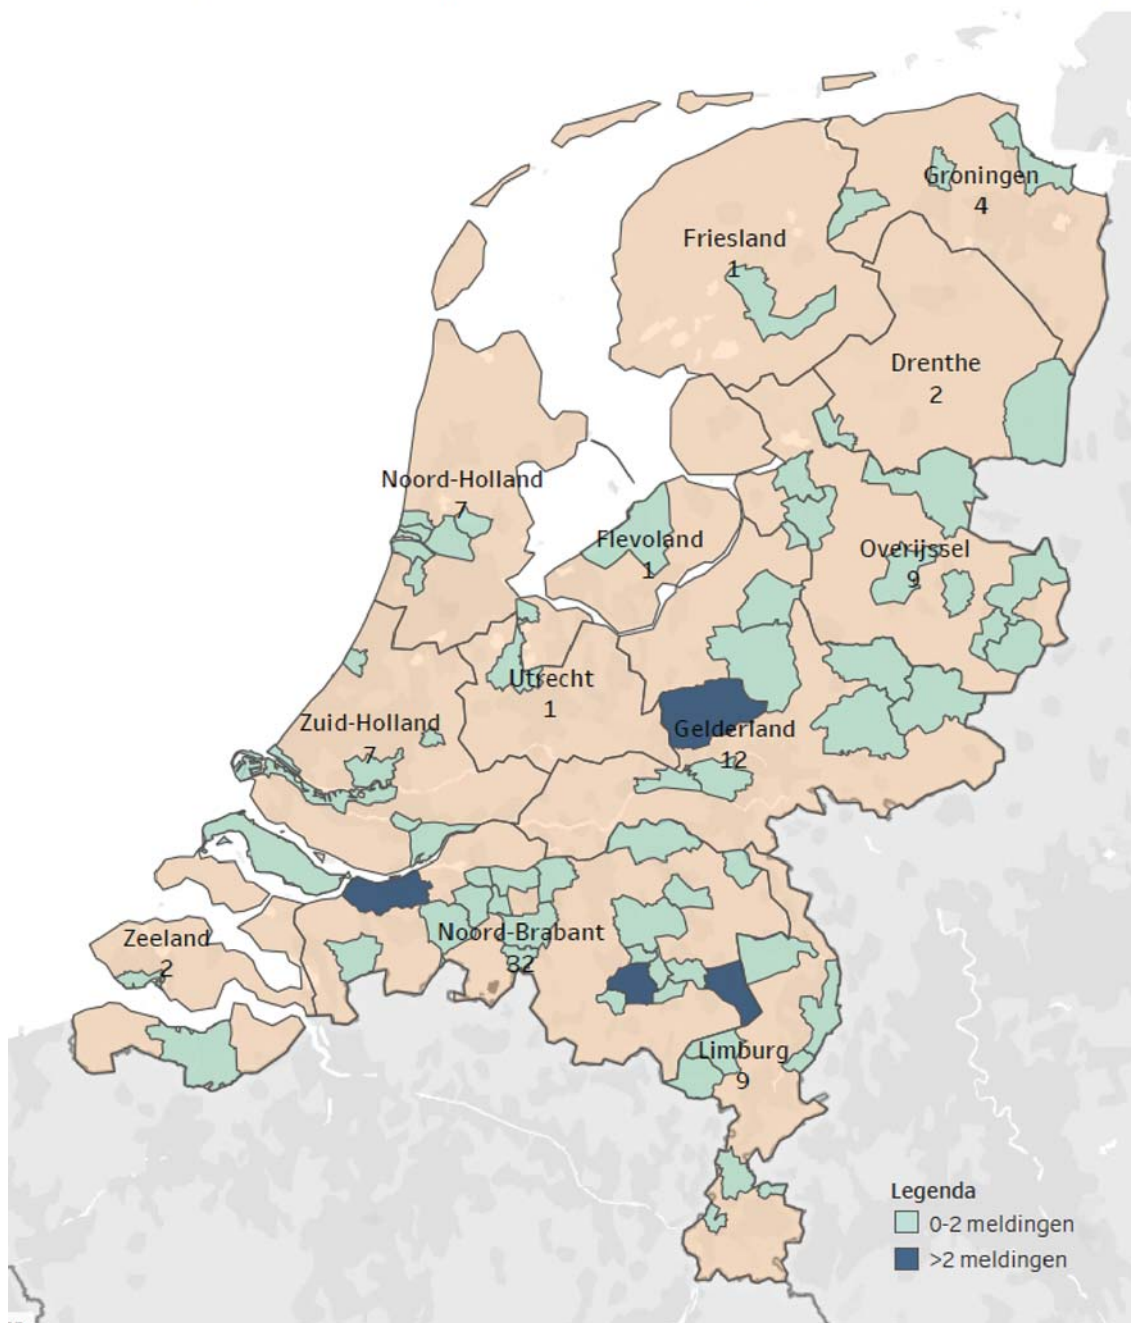 Groningen
4
Friesland
1
Drenthe
2
Noord-Holland
7
Flevoland
1
Overijssel
9
Utrecht
1
Zuid-Holland
7
Gelderland
12
Zeeland
2
Noord-Brabant
32
Limburg
9
Legenda
0-2 meldingen
>2 meldingen